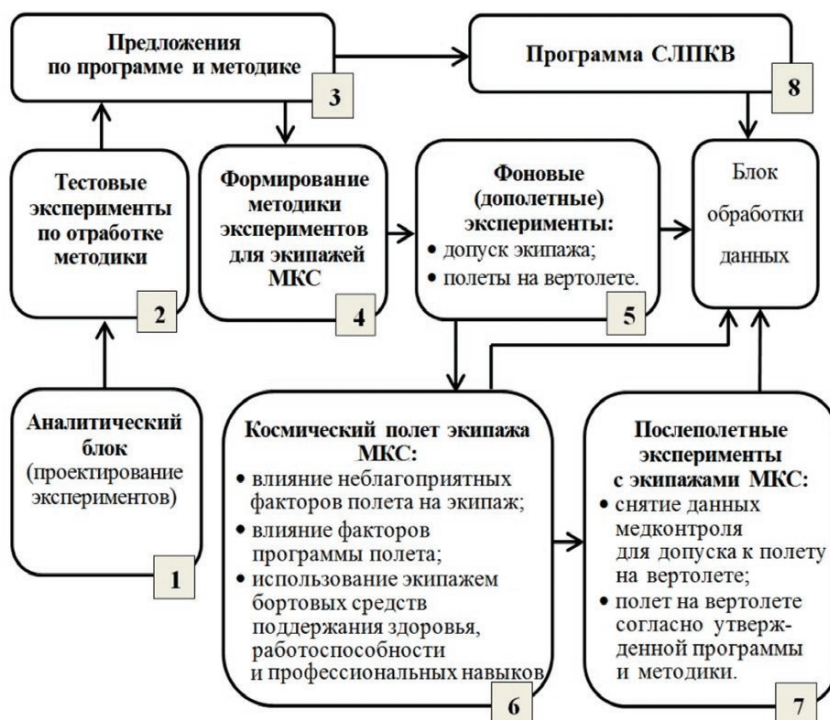 Предложения
по программе и методике
3
Программа СЛПКВ
8
Тестовые
эксперименты
по отработке
методики
2
Формирование
методики
экспериментов
для экипажей
МКС
4
Фоновые
(дополетные)
эксперименты:
• допуск экипажа;
• полеты на вертолете.
5
Блок
обработки
данных
Аналитический
блок
(проектирование
экспериментов)
1
Космический полет экипажа
МКС:
• влияние неблагоприятных
факторов полета на экипаж;
• влияние факторов
программы полета;
• использование экипажем
бортовых средств
поддержания здоровья,
работоспособности
и профессиональных навыков
6
Послеполетные
эксперименты
с экипажами МКС:
• снятие данных
медконтроля
для допуска к полету
на вертолете;
• полет на вертолете
согласно утверж-
денной программы
и методики.
7